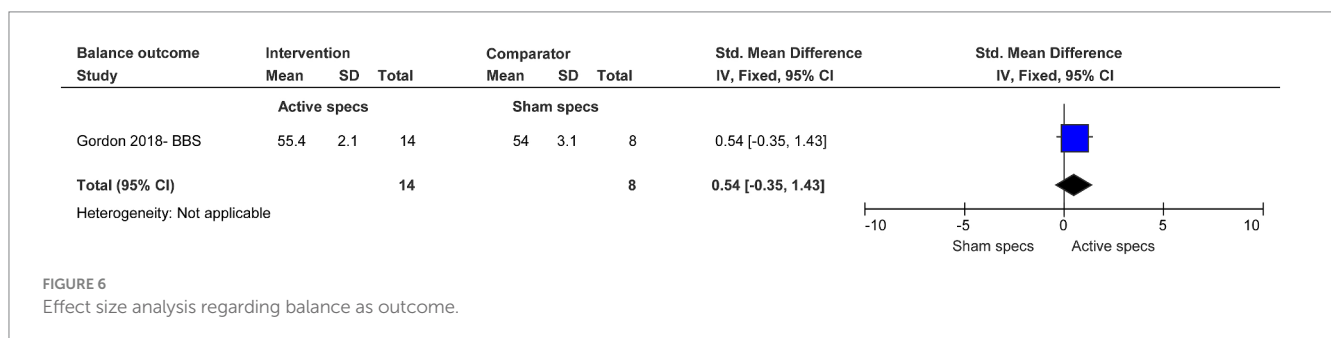 Balance outcome Intervention Comparator Std. Mean Difference Std. Mean Difference
Study Mean SD Total Mean SD Total IV, Fixed, 95% CI IV, Fixed, 95% CI
Active specs Sham specs
Gordon 2018- BBS 55.4 2.1 14 54 3.1 8 0.54 [-0.35, 1.43]
Total (95% CI) 14 8 0.54 [-0.35, 1.43]
Heterogeneity: Not applicable
-10 -5 0 5 10
Sham specs Active specs
FIGURE 6
Effect size analysis regarding balance as outcome.